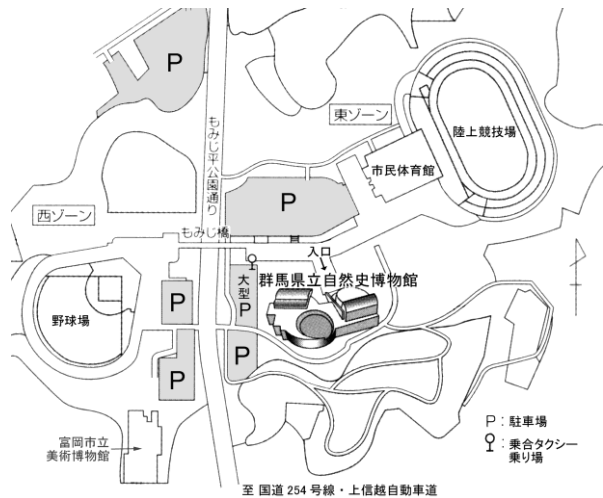 P
東ゾーン
陸上競技場
もみじ平公園通り
市民体育館
P
西ゾーン
もみじ橋
入口
群馬県立自然史博物館
大型
P
野球場
P
P
P
富岡市立
美術博物館
P：駐車場
：乗合タクシー
乗り場
至 国道 254 号線・上信越自動車道